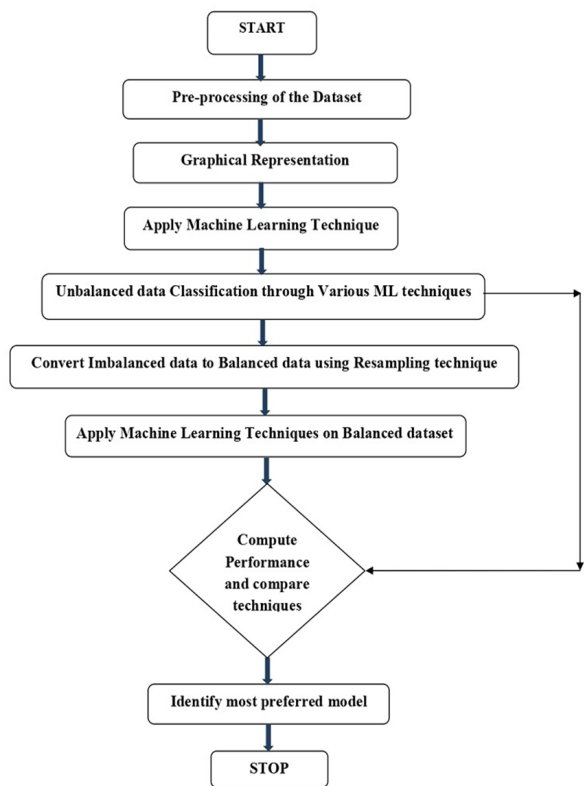 START
Pre-processing of the Dataset
Graphical Representation
Apply Machine Learning Technique
Unbalanced data Classification through Various ML techniques
Convert Imbalanced data to Balanced data using Resampling technique
Apply Machine Learning Techniques on Balanced dataset
Compute
Performance
and compare
techniques
Identify most preferred model
STOP